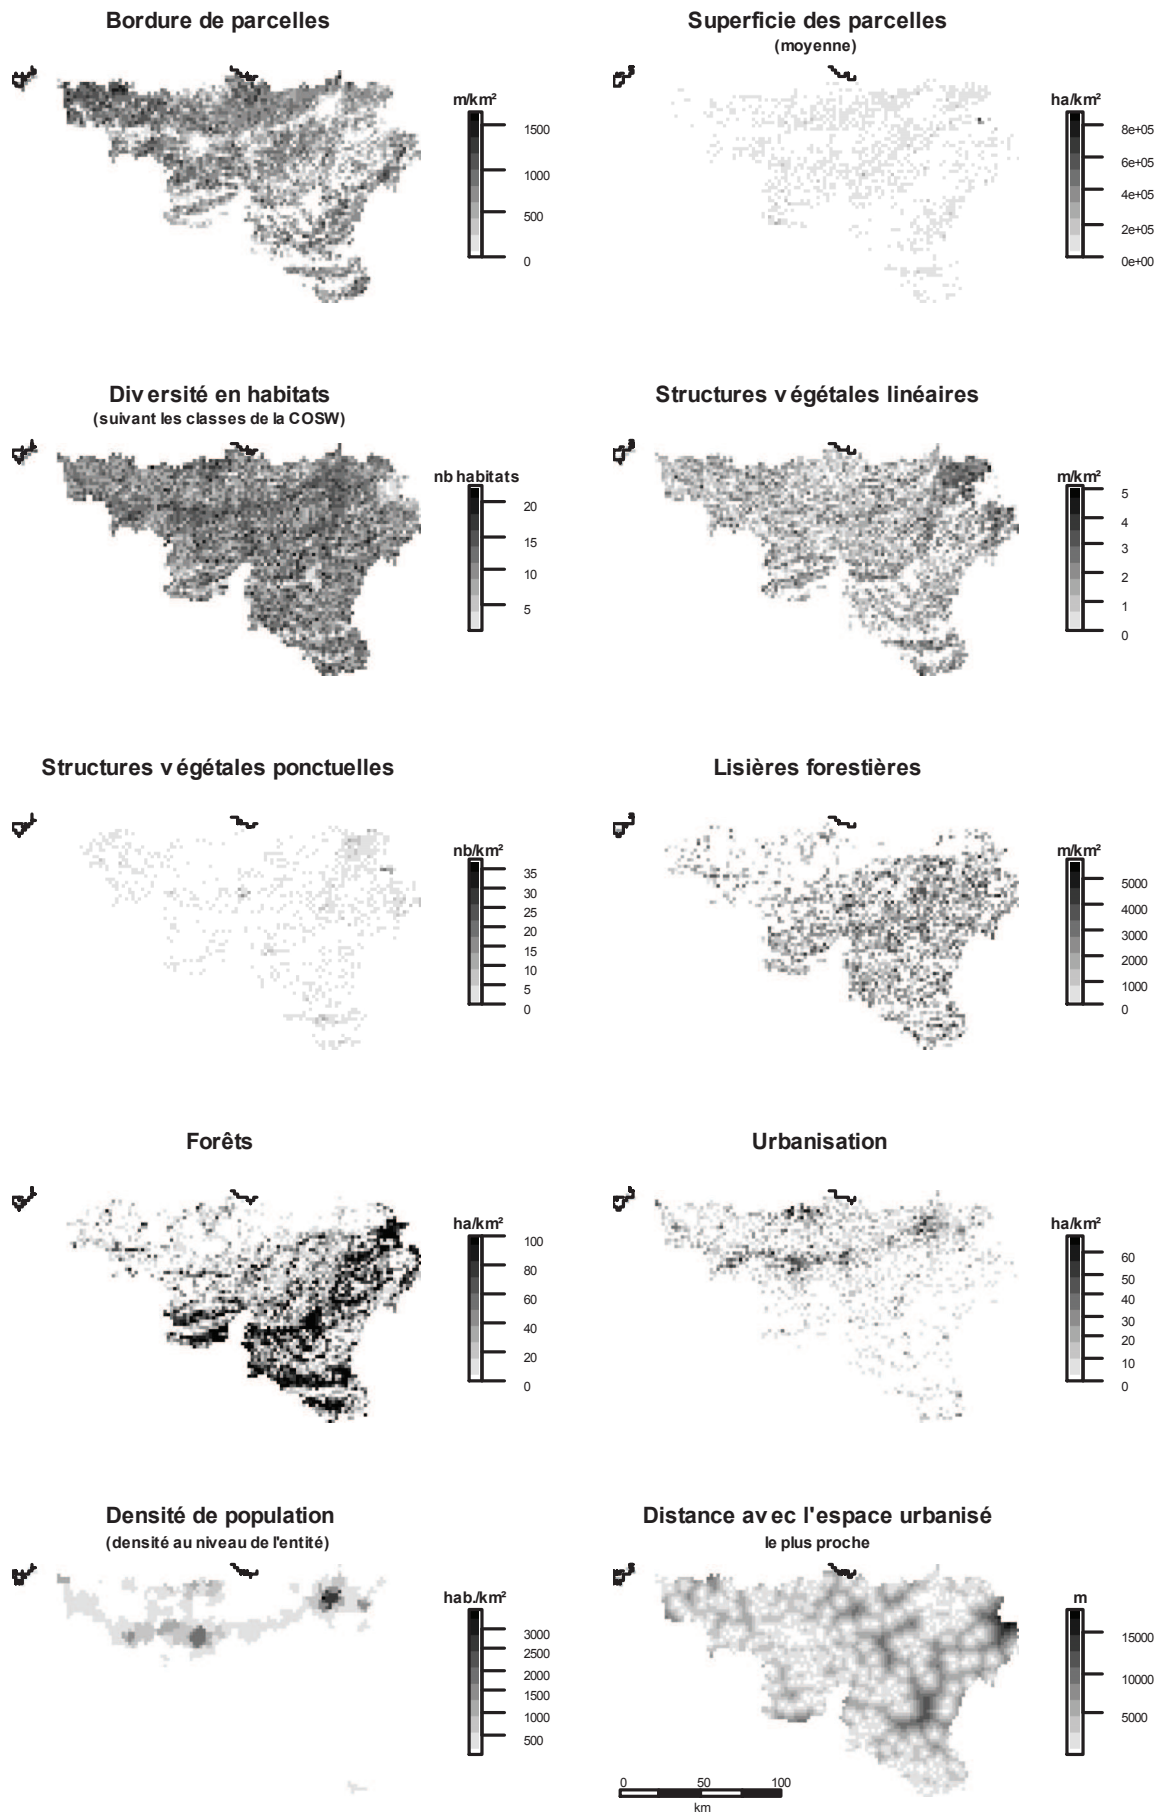 Bordure de parcelles
m/km²
1500
1000
500
0
Superficie des parcelles
(moyenne)
ha/km²
8e+05
6e+05
4e+05
2e+05
0e+00
Div ersité en habitats
(suivant les classes de la COSW)
nb habitats
20
15
10
5
Structures v égétales linéaires
m/km²
5
4
3
2
1
0
Structures v égétales ponctuelles
nb/km²
35
30
25
20
15
10
5
0
Lisières forestières
m/km²
5000
4000
3000
2000
1000
0
Forêts
ha/km²
100
80
60
40
20
0
Urbanisation
ha/km²
60
50
40
30
20
10
0
Densité de population
(densité au niveau de l'entité)
hab./km²
3000
2500
2000
1500
1000
500
Distance av ec l'espace urbanisé
le plus proche
m
15000
10000
5000
0 50 100
km